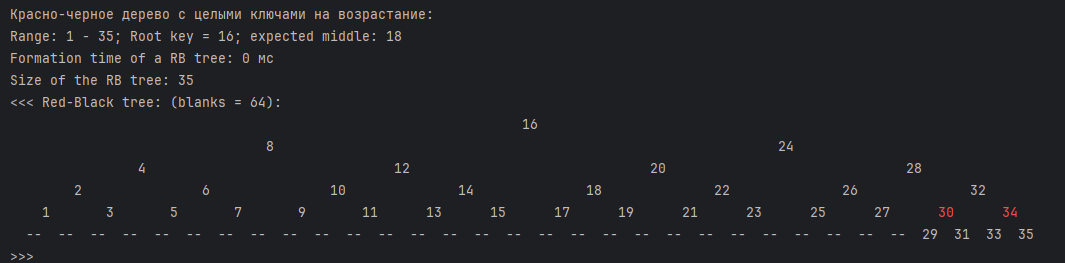 Красно-черное дерево с целыми ключами на возрастание:
Range: 1 - 35; Root key = 16; expected middle: 18
Formation time of a RB tree: 0 мс
Size of the RB tree: 35
<<< Red-Black tree: (blanks = 64):
16
8 24
4 12 20 28
2 6 10 14 18 22 26 32
1 3 5 7 9 11 13 15 17 19 21 23 25 27 30 34
-- -- -- -- -- -- -- -- -- -- -- -- -- -- -- -- -- -- -- -- -- -- -- -- -- -- -- -- 29 31 33 35
>>>